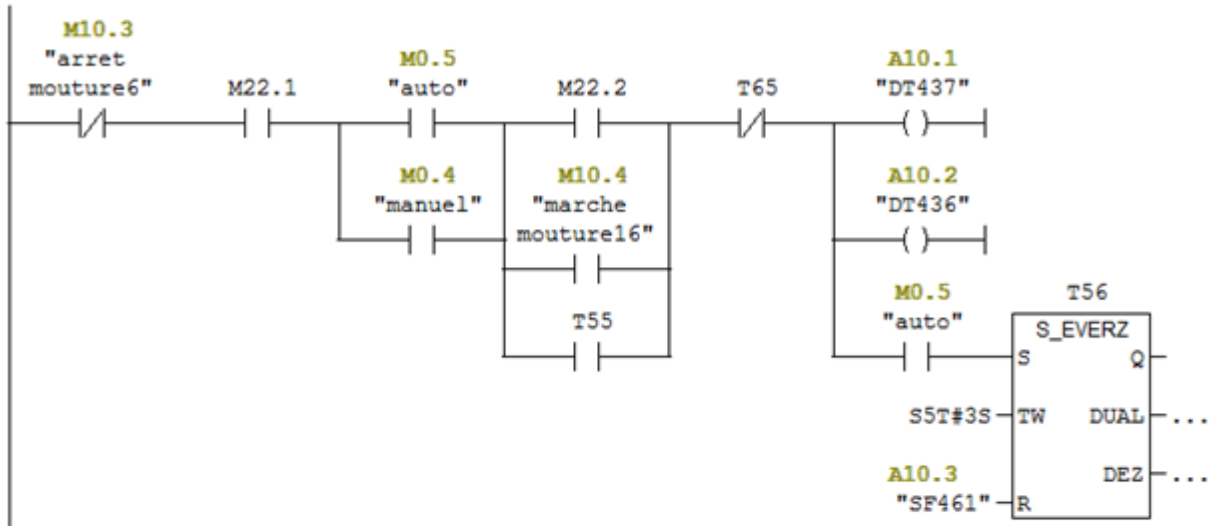 M10.3
"arret
mouture6"
M22.1
M0.5
"auto"
M22.2
T65
A10.1
"DT437"
M0.4
"manuel"
M10.4
"marche
mouture16"
A10.2
"DT436"
T55
M0.5
"auto"
T56
S_EVERZ
S
Q
S5T#3S
TW
DUAL
...
A10.3
"SF461"
R
DEZ
...